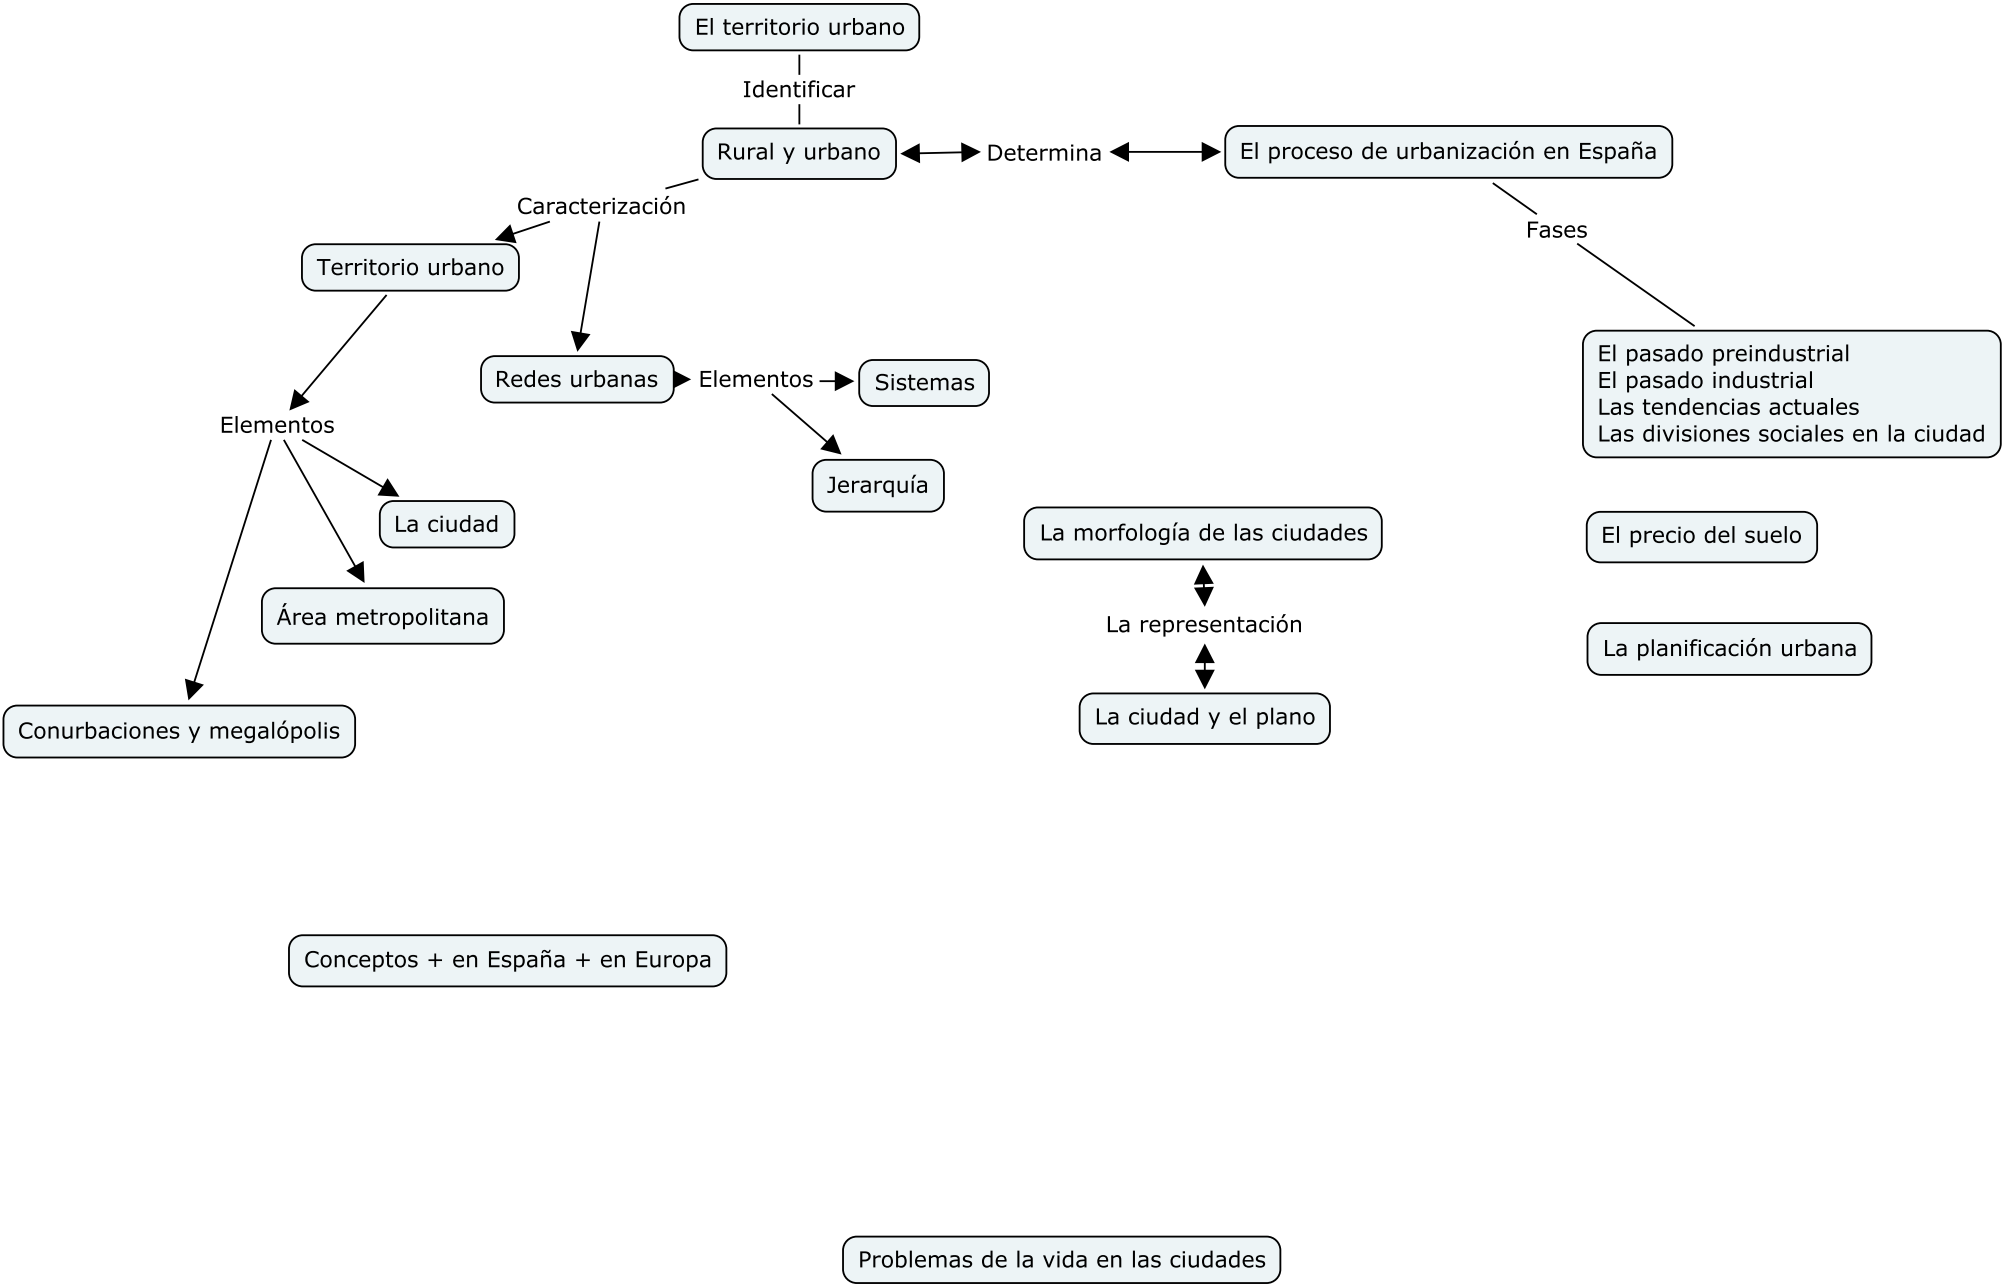 El territorio urbano
Identificar
Rural y urbano
Determina
El proceso de urbanización en España
Caracterización
Fases
Territorio urbano
Redes urbanas
Elementos
Sistemas
El pasado preindustrial
El pasado industrial
Las tendencias actuales
Las divisiones sociales en la ciudad
Elementos
Jerarquía
La ciudad
La morfología de las ciudades
El precio del suelo
Área metropolitana
La representación
La planificación urbana
Conurbaciones y megalópolis
La ciudad y el plano
Conceptos + en España + en Europa
Problemas de la vida en las ciudades